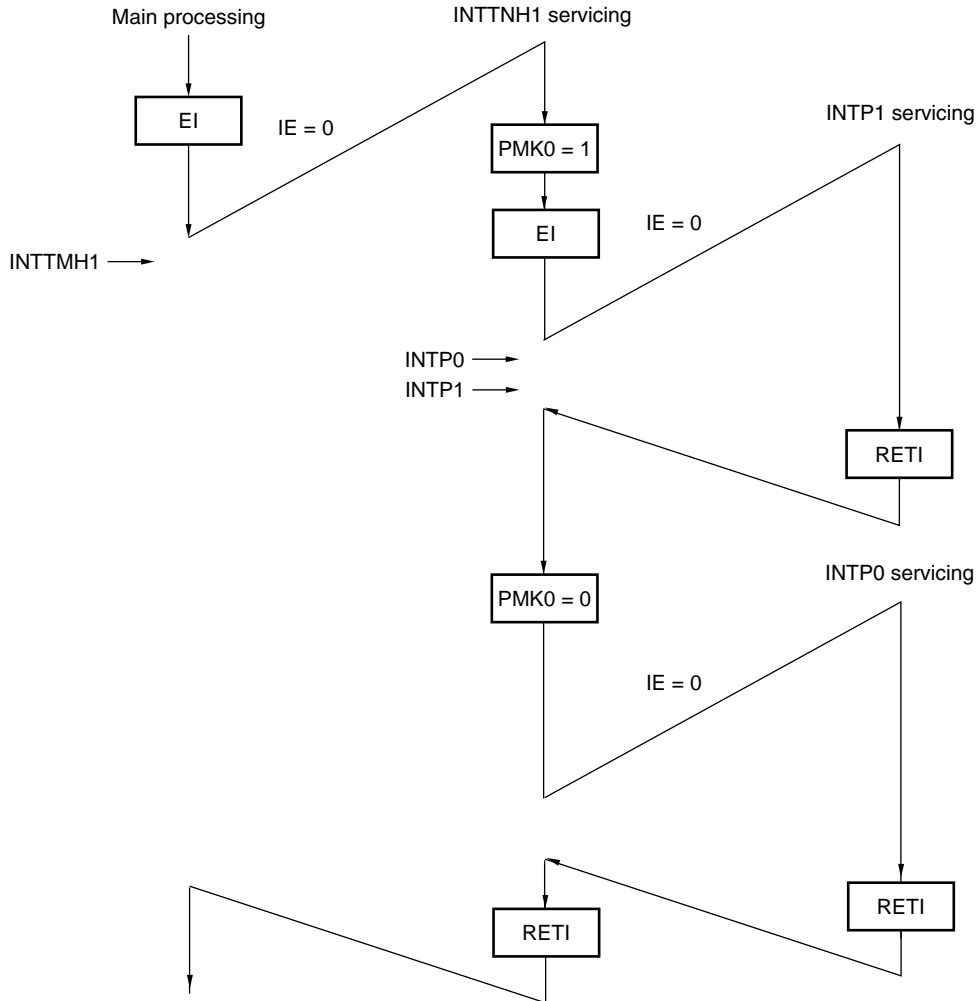 Main processing
INTTNH1 servicing
EI
IE = 0
PMK0 = 1
INTP1 servicing
EI
IE = 0
INTTMH1
INTP0
INTP1
RETI
INTP0 servicing
PMK0 = 0
IE = 0
RETI
RETI